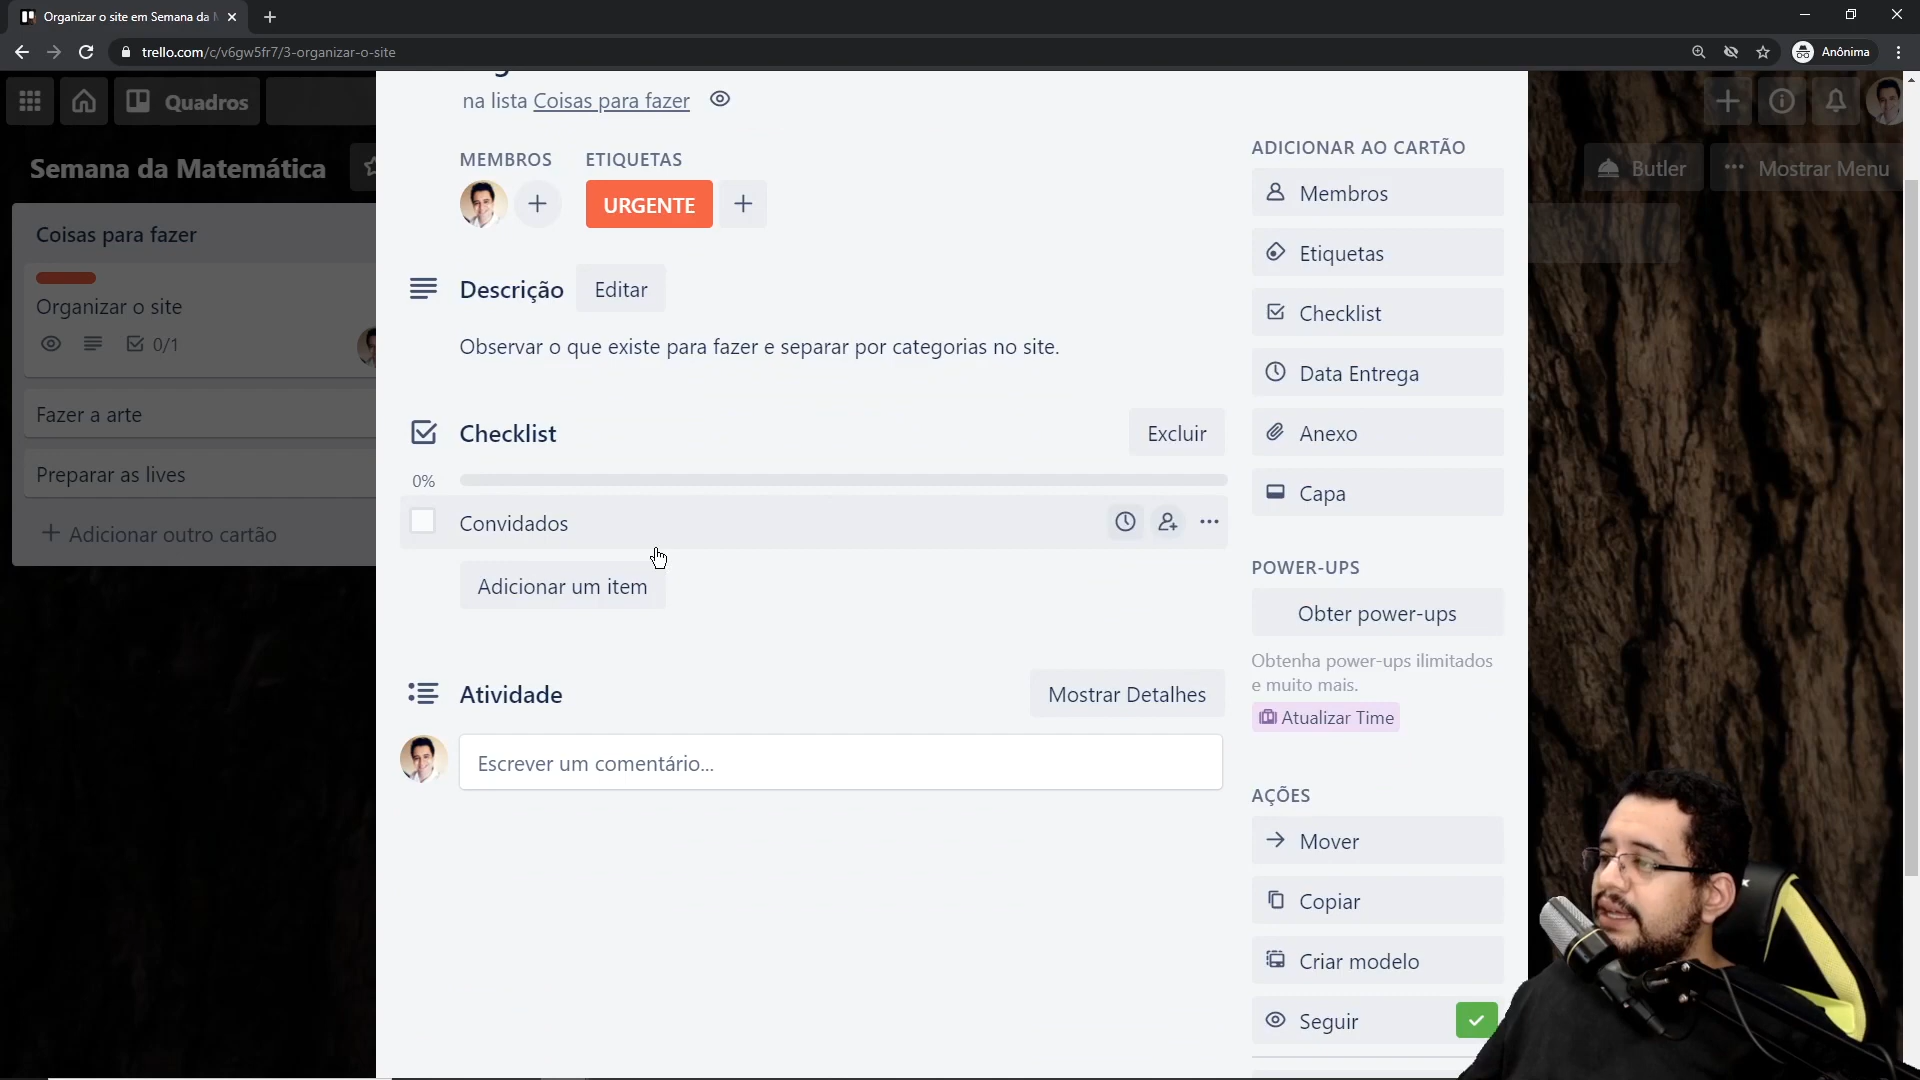 Organizar o site em Semana da
trello.com/c/v6gw5fr7/3-organizar-o-site
Anônima
Quadros
Semana da Matemática
Butler
Mostrar Menu
Coisas para fazer
Organizar o site
0/1
Fazer a arte
Preparar as lives
Adicionar outro cartão
na lista Coisas para fazer
MEMBROS
ETIQUETAS
URGENTE
Descrição
Editar
Observar o que existe para fazer e separar por categorias no site.
Checklist
Excluir
0%
Convidados
Adicionar um item
Atividade
Mostrar Detalhes
Escrever um comentário...
ADICIONAR AO CARTÃO
Membros
Etiquetas
Checklist
Data Entrega
Anexo
Capa
POWER-UPS
Obter power-ups
Obtenha power-ups ilimitados
e muito mais.
Atualizar Time
AÇÕES
Mover
Copiar
Criar modelo
Seguir